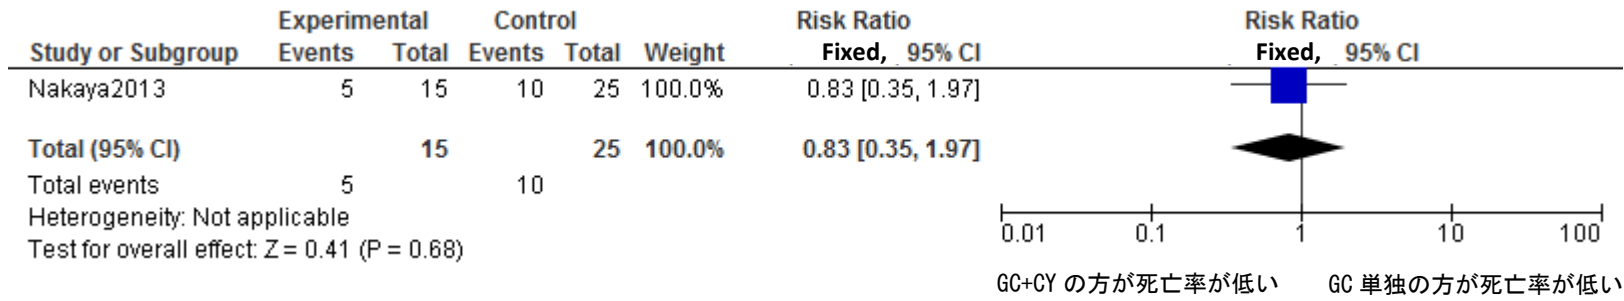 Experimental Control Risk Ratio Risk Ratio
Study or Subgroup Events Total Events Total Weight Fixed, 95% CI Fixed, 95% CI
Nakaya2013 5 15 10 25 100.0% 0.83 [0.35, 1.97]
Total (95% CI) 15 25 100.0% 0.83 [0.35, 1.97]
Total events 5 10
Heterogeneity: Not applicable
Test for overall effect: Z = 0.41 (P = 0.68)
0.01 0.1 1 10 100
GC+CY の方が死亡率が低い GC 単独の方が死亡率が低い